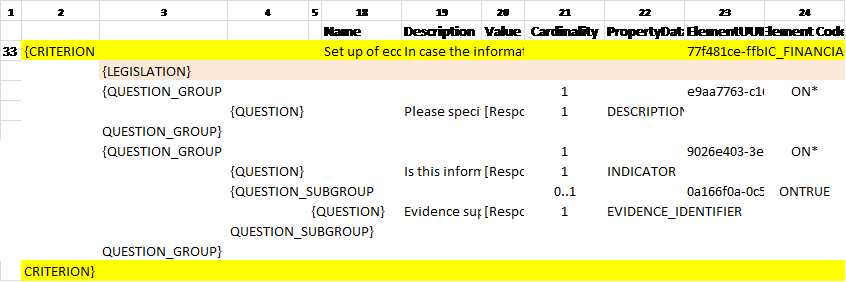 1 2 3 4 5 18 19 20 21 22 23 24
Name Description Value Cardinality PropertyDat ElementUUI Element Code
33 {CRITERION Set up of eco In case the informat 77f481ce-ffb IC_FINANCIA
{LEGISLATION}
{QUESTION_GROUP 1 e9aa7763-c1 ON*
{QUESTION} Please speci [Respo 1 DESCRIPTION
QUESTION_GROUP}
{QUESTION_GROUP 1 9026e403-3e ON*
{QUESTION} Is this inform [Respo 1 INDICATOR
{QUESTION_SUBGROUP 0..1 0a166f0a-0c5 ONTRUE
{QUESTION} Evidence sup [Respo 1 EVIDENCE_IDENTIFIER
QUESTION_SUBGROUP}
QUESTION_GROUP}
CRITERION}